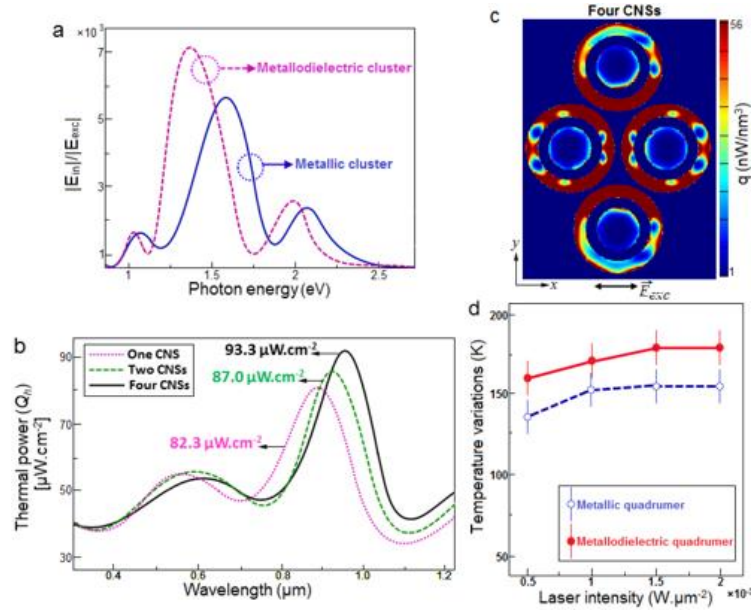 a
×10³
7
5
3
1
|E_in|/|E_exc|
Metallodielectric cluster
Metallic cluster
1
1.5
2
2.5
Photon energy (eV)
c
Four CNSs
56
1
q (nW/nm³)
y
x
b
90
70
50
30
Thermal power (Q_h)
[μW.cm⁻²]
One CNS
Two CNSs
Four CNSs
93.3 μW.cm⁻²
87.0 μW.cm⁻²
82.3 μW.cm⁻²
0.4
0.6
0.8
1
1.2
Wavelength (μm)
d
200
175
150
100
50
Temperature variations (K)
Metallic quadrumer
Metallodielectric quadrumer
0.5
1
1.5
2
Laser intensity (W.μm⁻²)